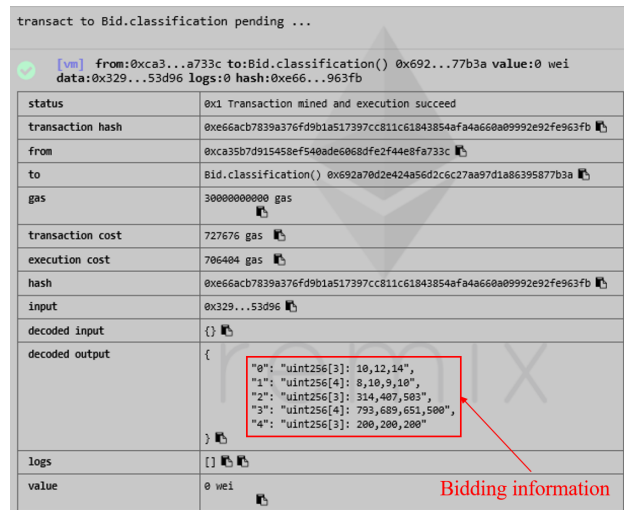 transact to Bid.classification pending ...
[vm] from:0xca3...a733c to:Bid.classification() 0x692...77b3a value:0 wei
data:0x329...53d96 logs:0 hash:0xe66...963fb
status 0x1 Transaction mined and execution succeed
transaction hash 0xe66acb7839a376fd9b1a517397cc811c61843854afa4a660a09992e92fe963fb
from 0xca35b7d915458ef540ade6068dfe2f44e8fa733c
to Bid.classification() 0x692a70d2e424a56d2c6c27aa97d1a86395877b3a
gas 30000000000 gas
transaction cost 727676 gas
execution cost 706404 gas
hash 0xe66acb7839a376fd9b1a517397cc811c61843854afa4a660a09992e92fe963fb
input 0x329...53d96
decoded input {}
decoded output {
"0": "uint256[3]: 10,12,14",
"1": "uint256[4]: 8,10,9,10",
"2": "uint256[3]: 314,407,503",
"3": "uint256[4]: 793,689,651,500",
"4": "uint256[3]: 200,200,200"
}
remix
logs []
value 0 wei
Bidding information